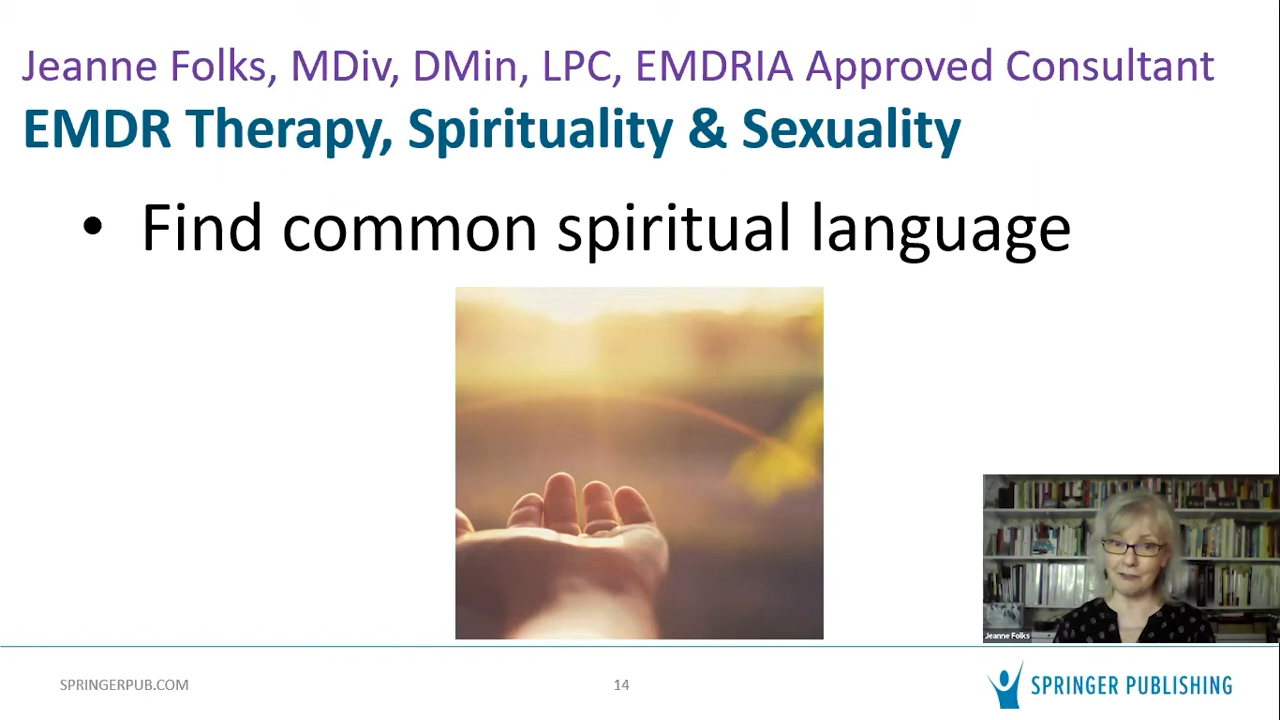 Jeanne Folks, MDiv, DMin, LPC, EMDRIA Approved Consultant
EMDR Therapy, Spirituality & Sexuality
• Find common spiritual language
Jeanne Folks
SPRINGERPUB.COM
14
SPRINGER PUBLISHING